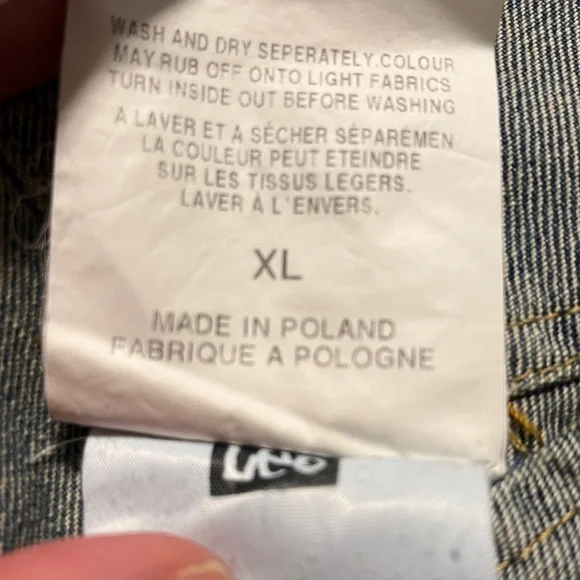 WASH AND DRY SEPERATELY.COLOUR
MAY RUB OFF ONTO LIGHT FABRICS
TURN INSIDE OUT BEFORE WASHING
À LAVER ET A SÉCHER SÉPARÉMEN
LA COULEUR PEUT ETEINDRE
SUR LES TISSUS LEGERS.
LAVER À L'ENVERS.
XL
MADE IN POLAND
FABRIQUE A POLOGNE